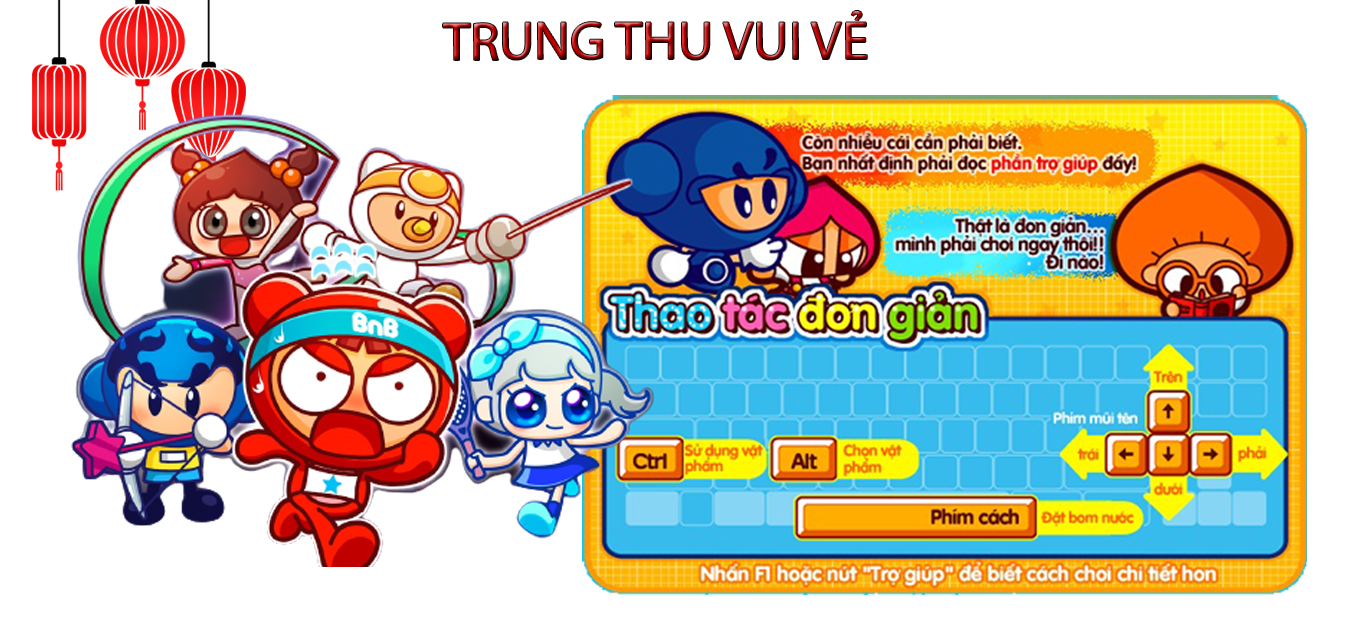 TRUNG THU VUI VẺ
Còn nhiều cái cần phải biết.
Bạn nhất định phải đọc phần trợ giúp đấy!
Thật là đơn giản...
mình phải chơi ngay thôi!!
Đi nào!
BnB
Thao tác đơn giản
Trên
Phím mũi tên
↑
trái
←
↓
→
phải
dưới
Ctrl
Sử dụng vật
phẩm
Alt
Chọn vật
phẩm
Phím cách
Đặt bom nước
Nhấn F1 hoặc nút "Trợ giúp" để biết cách chơi chi tiết hơn